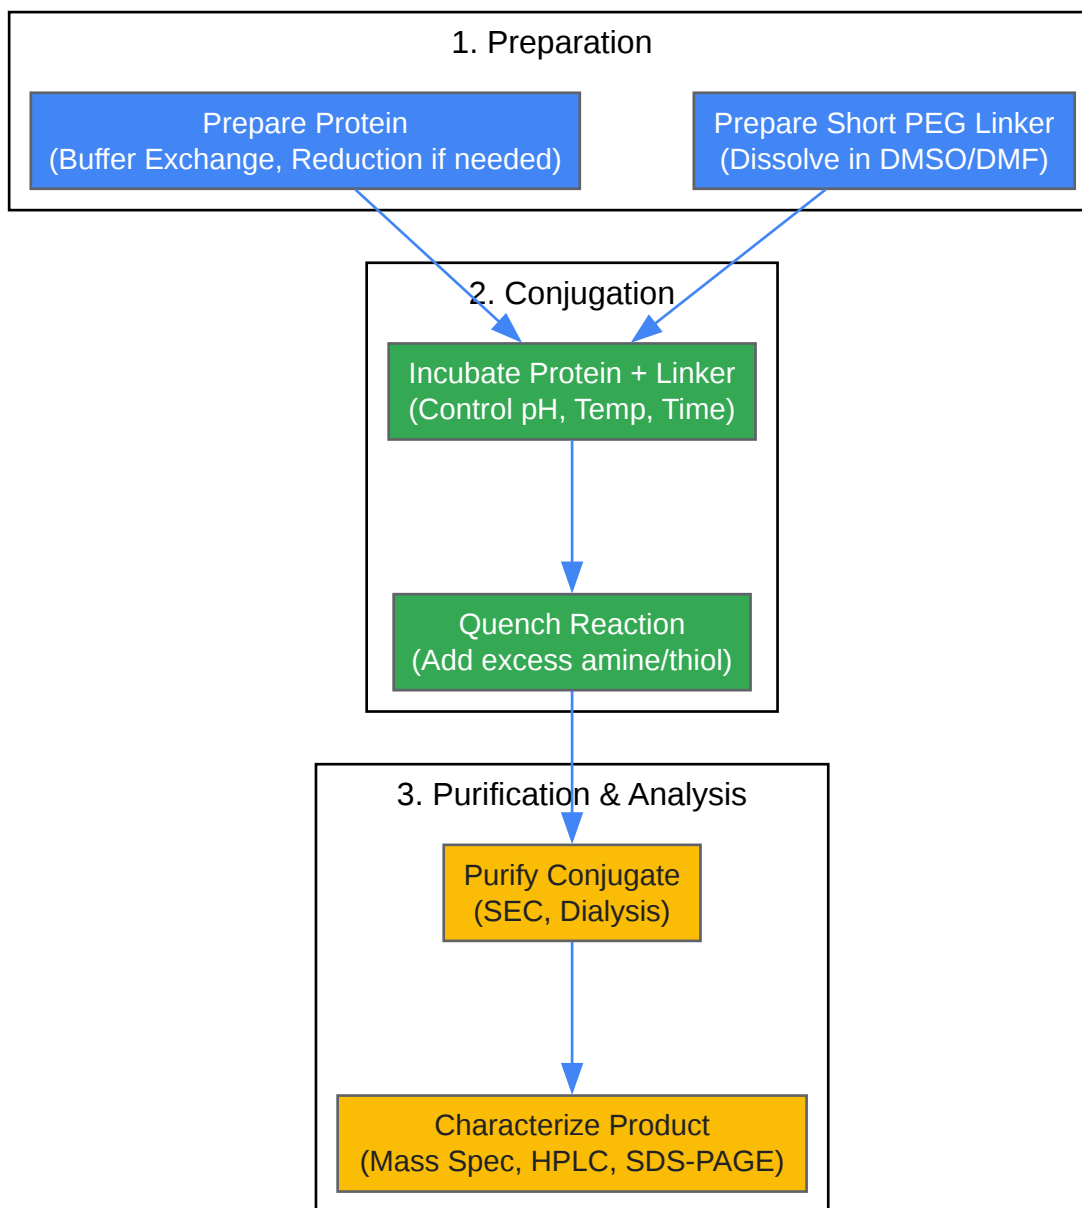 1. Preparation
Prepare Protein
(Buffer Exchange, Reduction if needed)
Prepare Short PEG Linker
(Dissolve in DMSO/DMF)
2. Conjugation
Incubate Protein + Linker
(Control pH, Temp, Time)
Quench Reaction
(Add excess amine/thiol)
3. Purification & Analysis
Purify Conjugate
(SEC, Dialysis)
Characterize Product
(Mass Spec, HPLC, SDS-PAGE)